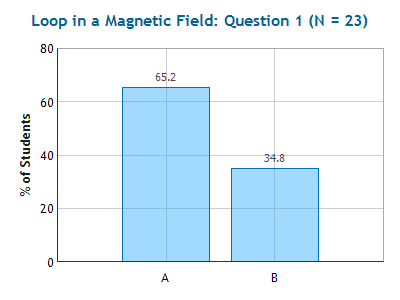 Loop in a Magnetic Field: Question 1 (N = 23)
% of Students
80
60
40
20
0
65.2
34.8
A
B